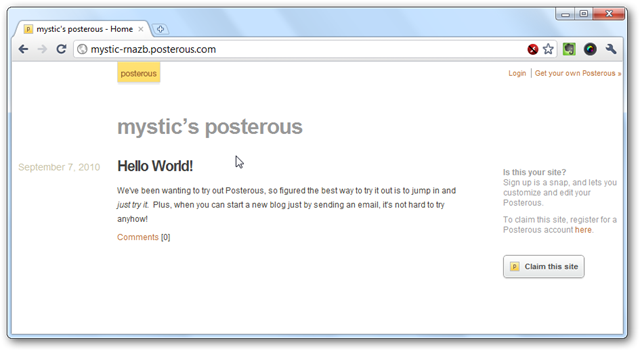 mystic's posterous - Home
mystic-rnazb.posterous.com
posterous
Login | Get your own Posterous »
mystic's posterous
September 7, 2010
Hello World!
We've been wanting to try out Posterous, so figured the best way to try it out is to jump in and
just try it. Plus, when you can start a new blog just by sending an email, it's not hard to try
anyhow!
Comments [0]
Is this your site?
Sign up is a snap, and lets you
customize and edit your
Posterous.
To claim this site, register for a
Posterous account here.
p Claim this site